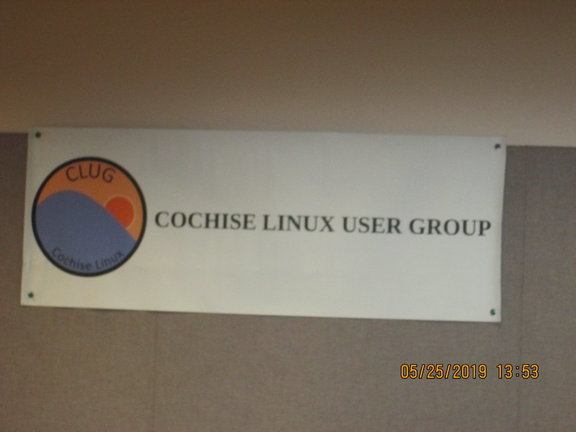 CLUG
Cochise Linux
COCHISE LINUX USER GROUP
05/25/2019 13:53